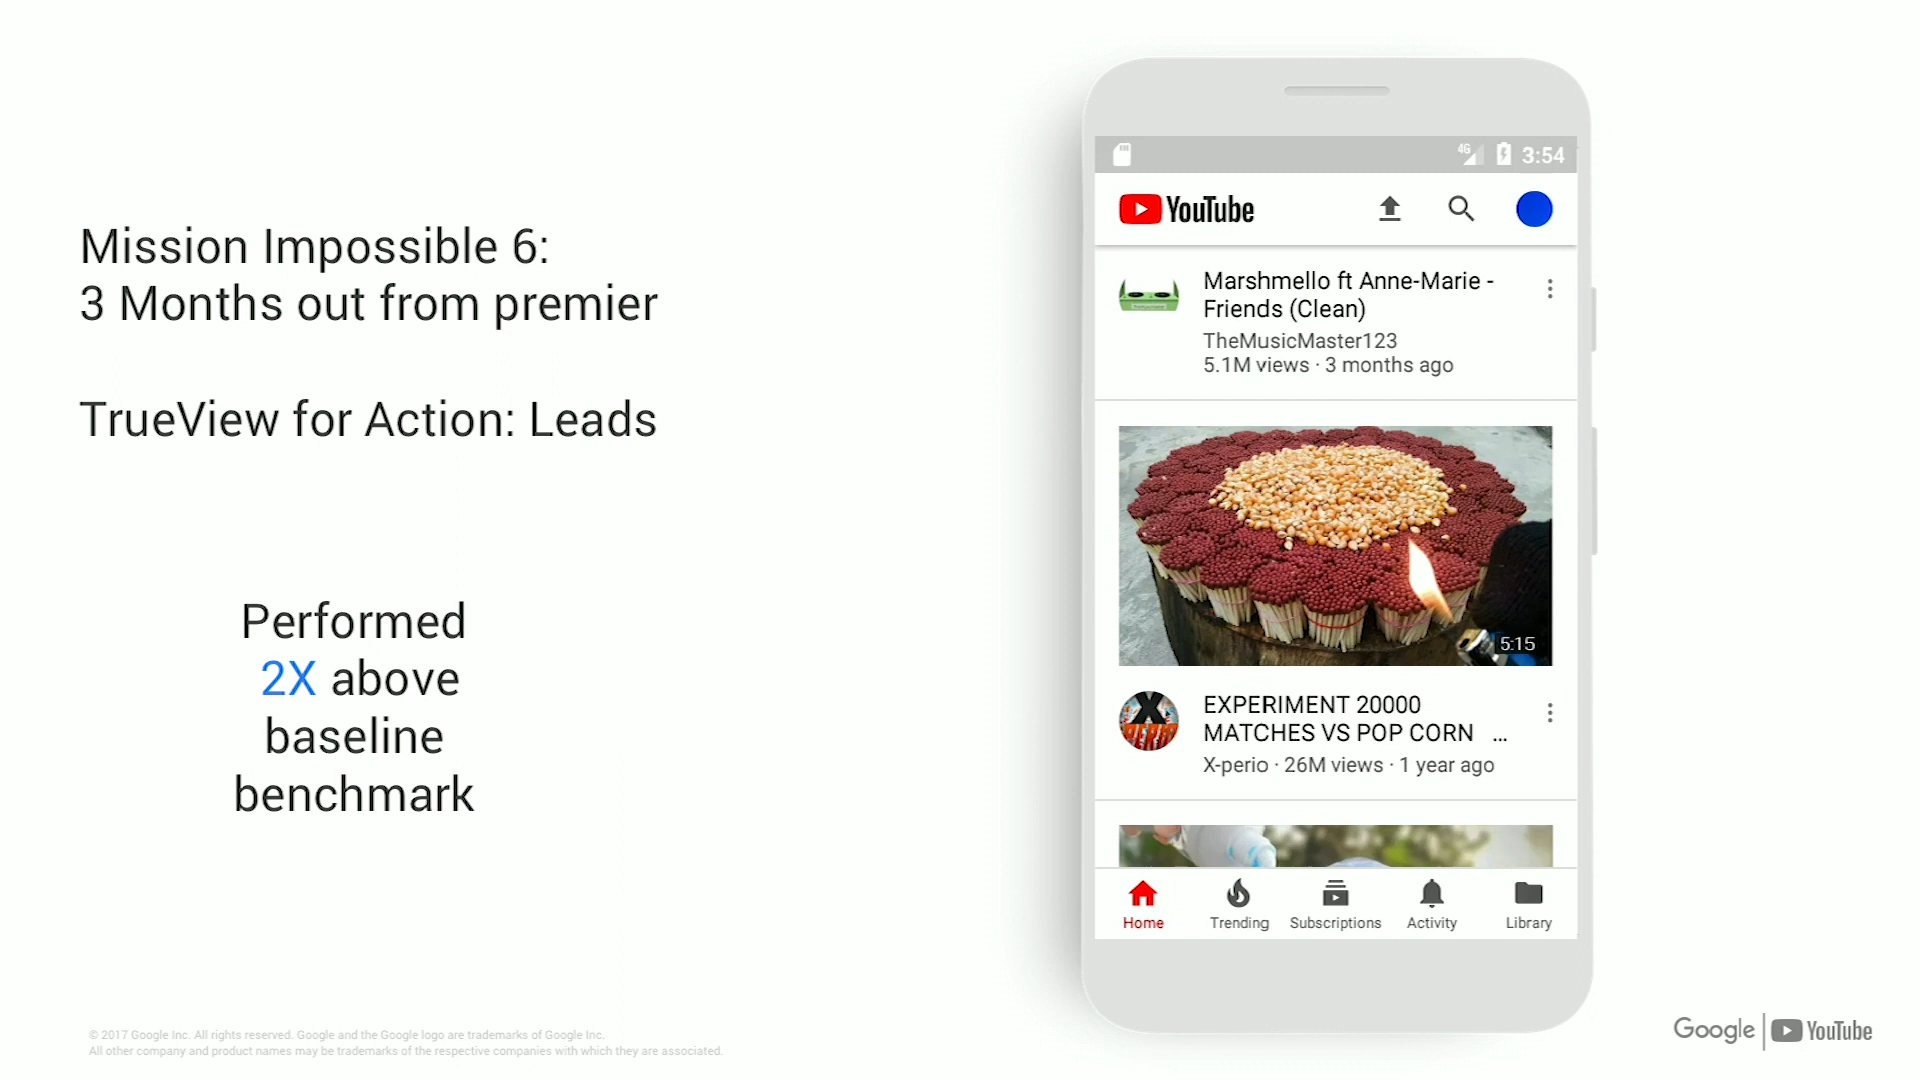 Mission Impossible 6:
3 Months out from premier
TrueView for Action: Leads
Performed
2X above
baseline
benchmark
4G 3:54
YouTube
Marshmello ft Anne-Marie -
Friends (Clean)
TheMusicMaster123
5.1M views · 3 months ago
5:15
EXPERIMENT 20000
MATCHES VS POP CORN ...
X-perio · 26M views · 1 year ago
Home Trending Subscriptions Activity Library
© 2017 Google Inc. All rights reserved. Google and the Google logo are trademarks of Google Inc.
All other company and product names may be trademarks of the respective companies with which they are associated.
Google YouTube